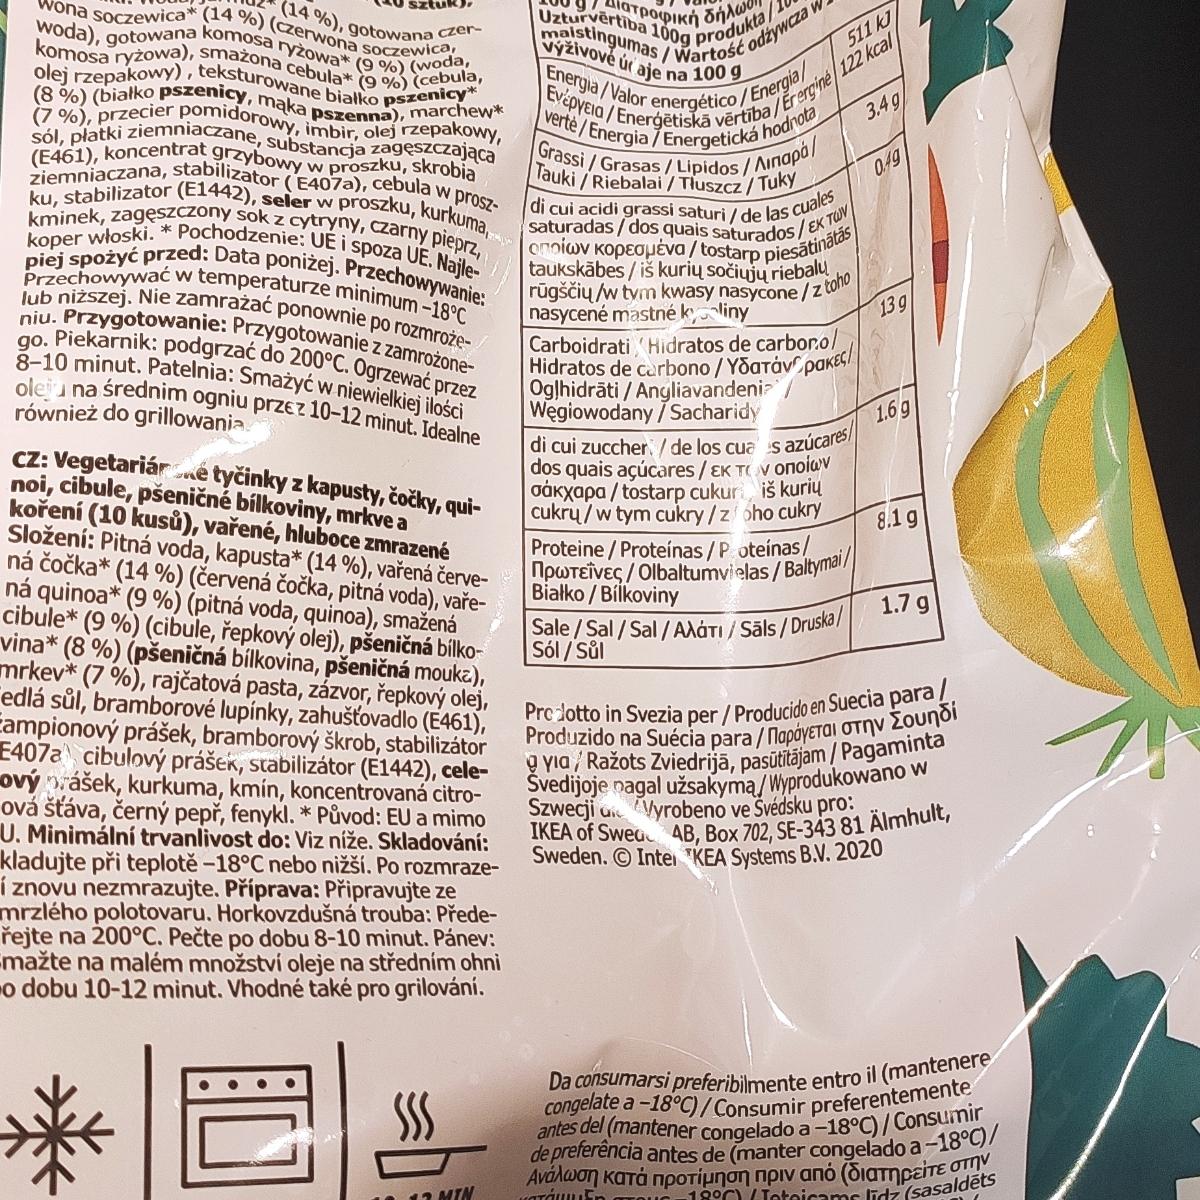 wona soczewica* (14 %) (czerwona soczewica,
woda), gotowana komosa ryżowa* (9 %) (woda,
komosa ryżowa), smażona cebula* (9 %) (cebula,
olej rzepakowy) , teksturowane białko pszenicy*
(8 %) (białko pszenicy, mąka pszenna), marchew*
(7 %), przecier pomidorowy, imbir, olej rzepakowy,
sól, płatki ziemniaczane, substancja zagęszczająca
(E461), koncentrat grzybowy w proszku, skrobia
ziemniaczana, stabilizator ( E407a), cebula w prosz-
ku, stabilizator (E1442), seler w proszku, kurkuma,
kminek, zagęszczony sok z cytryny, czarny pieprz,
koper włoski. * Pochodzenie: UE i spoza UE. Najle-
piej spożyć przed: Data poniżej. Przechowywanie:
Przechowywać w temperaturze minimum –18°C
lub niższej. Nie zamrażać ponownie po rozmroże-
niu. Przygotowanie: Przygotowanie z zamrożone-
go. Piekarnik: podgrzać do 200°C. Ogrzewać przez
8–10 minut. Patelnia: Smażyć w niewielkiej ilości
oleju na średnim ogniu przez 10–12 minut. Idealne
również do grillowania.
CZ: Vegetariánské tyčinky z kapusty, čočky, qui-
noi, cibule, pšeničné bílkoviny, mrkve a
koření (10 kusů), vařené, hluboce zmrazené
Složení: Pitná voda, kapusta* (14 %), vařená červe-
ná čočka* (14 %) (červená čočka, pitná voda), vaře-
ná quinoa* (9 %) (pitná voda, quinoa), smažená
cibule* (9 %) (cibule, řepkový olej), pšeničná bílko-
vina* (8 %) (pšeničná bílkovina, pšeničná mouka),
mrkev* (7 %), rajčatová pasta, zázvor, řepkový olej,
edlá sůl, bramborové lupínky, zahušťovadlo (E461),
ampionový prášek, bramborový škrob, stabilizátor
E407a), cibulový prášek, stabilizátor (E1442), cele-
ový prášek, kurkuma, kmín, koncentrovaná citro-
ová šťáva, černý pepř, fenykl. * Původ: EU a mimo
U. Minimální trvanlivost do: Viz níže. Skladování:
kladujte při teplotě –18°C nebo nižší. Po rozmraze-
í znovu nezmrazujte. Příprava: Připravujte ze
mrzlého polotovaru. Horkovzdušná trouba: Přede-
řejte na 200°C. Pečte po dobu 8-10 minut. Pánev:
mažte na malém množství oleje na středním ohni
o dobu 10-12 minut. Vhodné také pro grilování.
10-12 MIN
100 g / Διατροφική δήλωση
Uzturvērtība 100g produkta /
maistingumas / Wartość odżywcza w
výživové údaje na 100 g
Energia / Valor energético / Energia /
Ενέργεια / Enerģētiskā vērtība / Energinė
vertė / Energia / Energetická hodnota
511 kJ
122 kcal
Grassi / Grasas / Lipidos / Λιπαρά /
Tauki / Riebalai / Tłuszcz / Tuky
3.4 g
di cui acidi grassi saturi / de las cuales
saturadas / dos quais saturados / εκ των
οποίων κορεσμένα / tostarp piesātinātās
taukskābes / iš kurių sočiųjų riebalų
rūgščių /w tym kwasy nasycone / z toho
nasycené mastné kyseliny
0.4g
Carboidrati / Hidratos de carbono /
Hidratos de carbono / Υδατάνθρακες /
Ogļhidrāti / Angliavandeniai /
Węgiowodany / Sacharidy
13 g
di cui zuccheri / de los cuales azúcares /
dos quais açúcares / εκ των οποίων
σάκχαρα / tostarp cukuri / iš kurių
cukrų / w tym cukry / z toho cukry
1.6 g
Proteine / Proteínas / Proteínas /
Πρωτεΐνες / Olbaltumvielas / Baltymai /
Białko / Bílkoviny
8.1 g
Sale / Sal / Sal / Αλάτι / Sāls / Druska /
Sól / Sůl
1.7 g
Prodotto in Svezia per / Producido en Suecia para /
Produzido na Suécia para / Παράγεται στην Σουηδί
α για / Ražots Zviedrijā, pasūtītājam / Pagaminta
Švedijoje pagal užsakymą / Wyprodukowano w
Szwecji dla / Vyrobeno ve Švédsku pro:
IKEA of Sweden AB, Box 702, SE-343 81 Älmhult,
Sweden. © Inter IKEA Systems B.V. 2020
Da consumarsi preferibilmente entro il (mantenere
congelate a –18°C) / Consumir preferentemente
antes del (mantener congelado a –18°C) / Consumir
de preferência antes de (manter congelado a –18°C) /
Ανάλωση κατά προτίμηση πριν από (διατηρείτε στην
–18°C) / Ieteicams līdz (sasaldēts